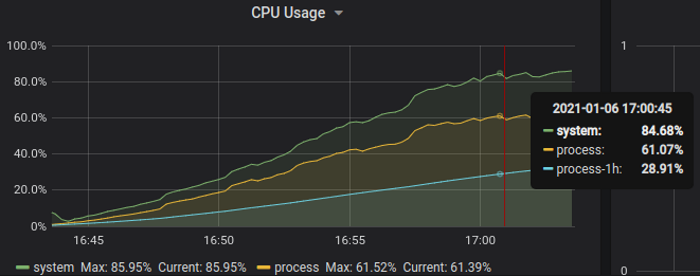 CPU Usage
100.0%
80.0%
60.0%
40.0%
20.0%
0%
16:45 16:50 16:55 17:00
1
0
2021-01-06 17:00:45
system: 84.68%
process: 61.07%
process-1h: 28.91%
system Max: 85.95% Current: 85.95% process Max: 61.52% Current: 61.39%